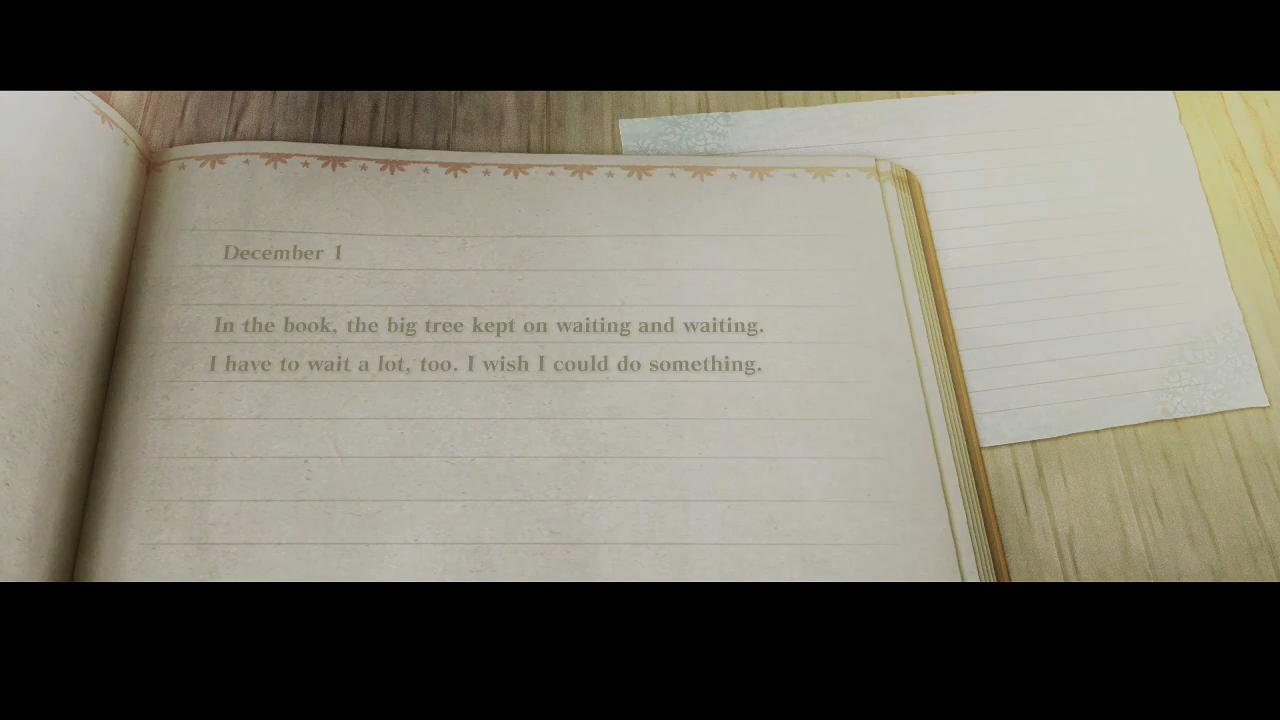 December 1
In the book, the big tree kept on waiting and waiting.
I have to wait a lot, too. I wish I could do something.